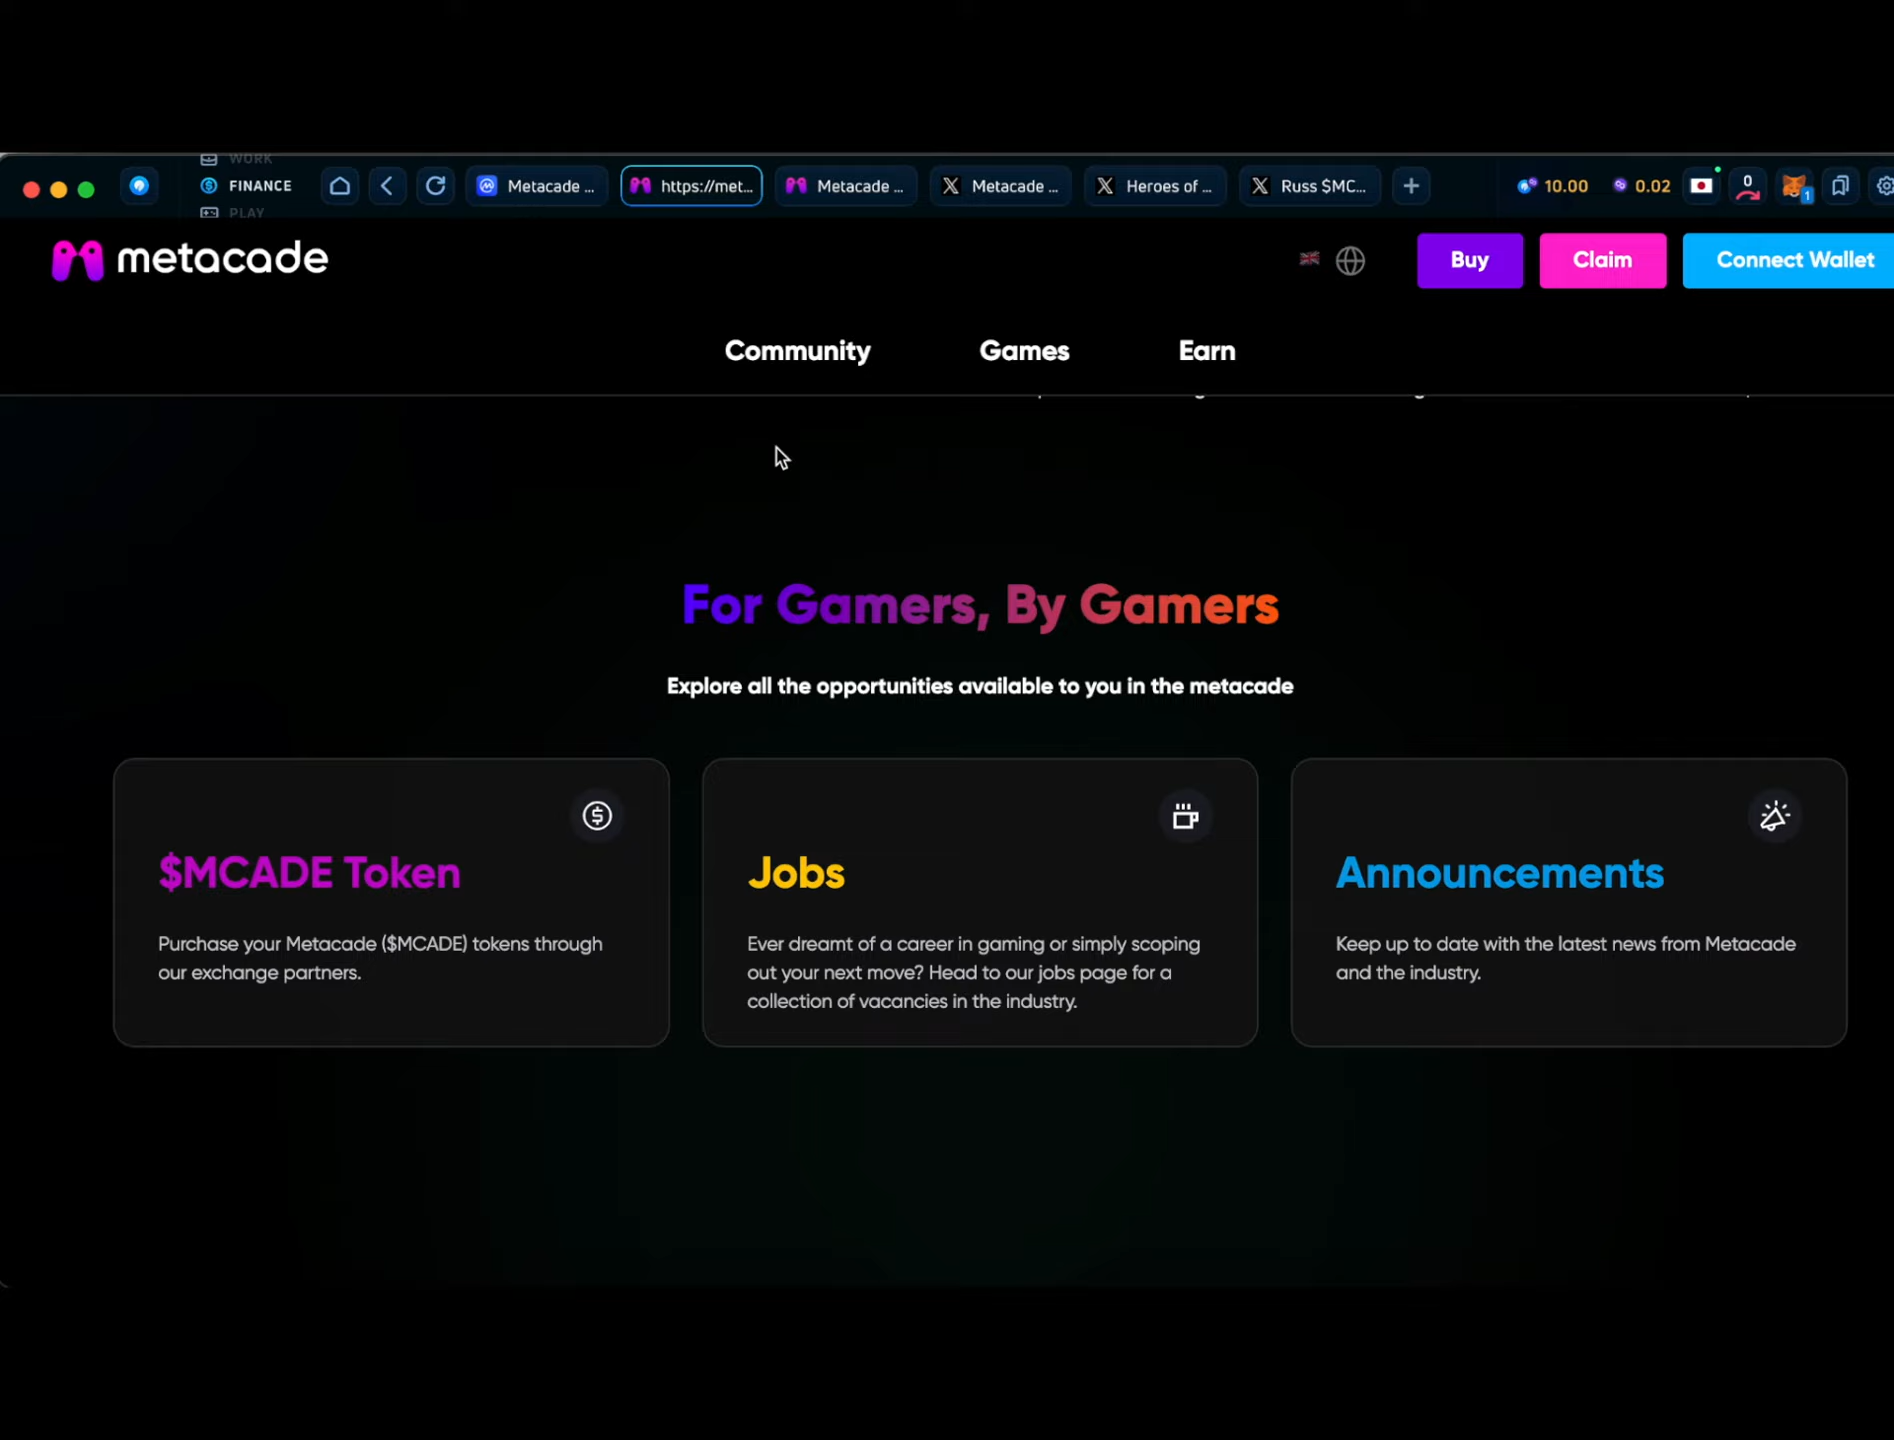 WORK
FINANCE
PLAY
Metacade ...
https://met...
Metacade ...
Metacade ...
Heroes of ...
Russ $MC...
10.00
0.02
0
1
metacade
Buy
Claim
Connect Wallet
Community
Games
Earn
For Gamers, By Gamers
Explore all the opportunities available to you in the metacade
$MCADE Token
Purchase your Metacade ($MCADE) tokens through
our exchange partners.
Jobs
Ever dreamt of a career in gaming or simply scoping
out your next move? Head to our jobs page for a
collection of vacancies in the industry.
Announcements
Keep up to date with the latest news from Metacade
and the industry.